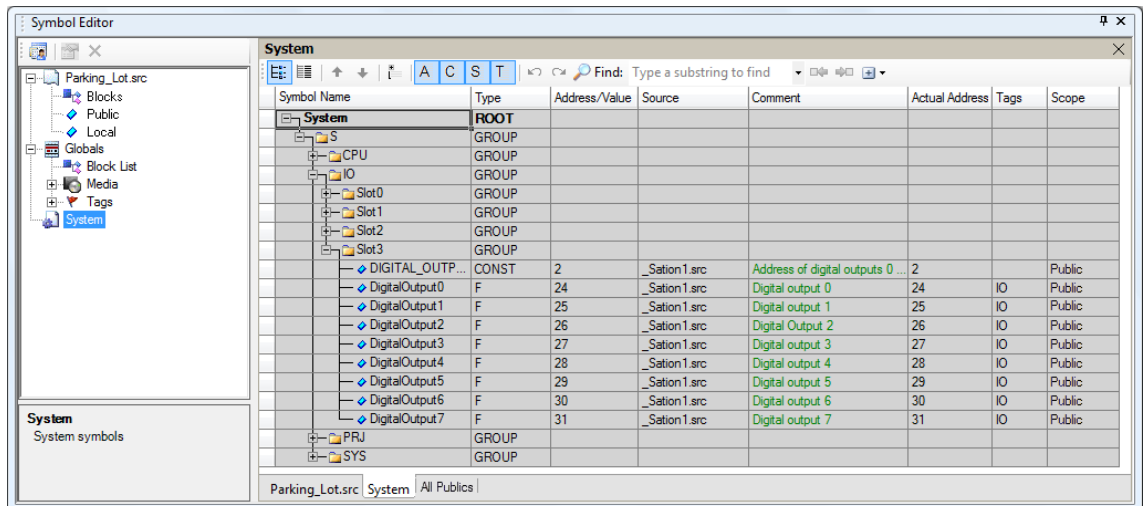 Symbol Editor
Parking_Lot.src
Blocks
Public
Local
Globals
Block List
Media
Tags
System
System
System symbols
System
A C S T Find: Type a substring to find
Symbol Name Type Address/Value Source Comment Actual Address Tags Scope
System ROOT
S GROUP
CPU GROUP
IO GROUP
Slot0 GROUP
Slot1 GROUP
Slot2 GROUP
Slot3 GROUP
DIGITAL_OUTP... CONST 2 _Sation1.src Address of digital outputs 0 ... 2 Public
DigitalOutput0 F 24 _Sation1.src Digital output 0 24 IO Public
DigitalOutput1 F 25 _Sation1.src Digital output 1 25 IO Public
DigitalOutput2 F 26 _Sation1.src Digital Output 2 26 IO Public
DigitalOutput3 F 27 _Sation1.src Digital output 3 27 IO Public
DigitalOutput4 F 28 _Sation1.src Digital output 4 28 IO Public
DigitalOutput5 F 29 _Sation1.src Digital output 5 29 IO Public
DigitalOutput6 F 30 _Sation1.src Digital output 6 30 IO Public
DigitalOutput7 F 31 _Sation1.src Digital output 7 31 IO Public
PRJ GROUP
SYS GROUP
Parking_Lot.src System All Publics